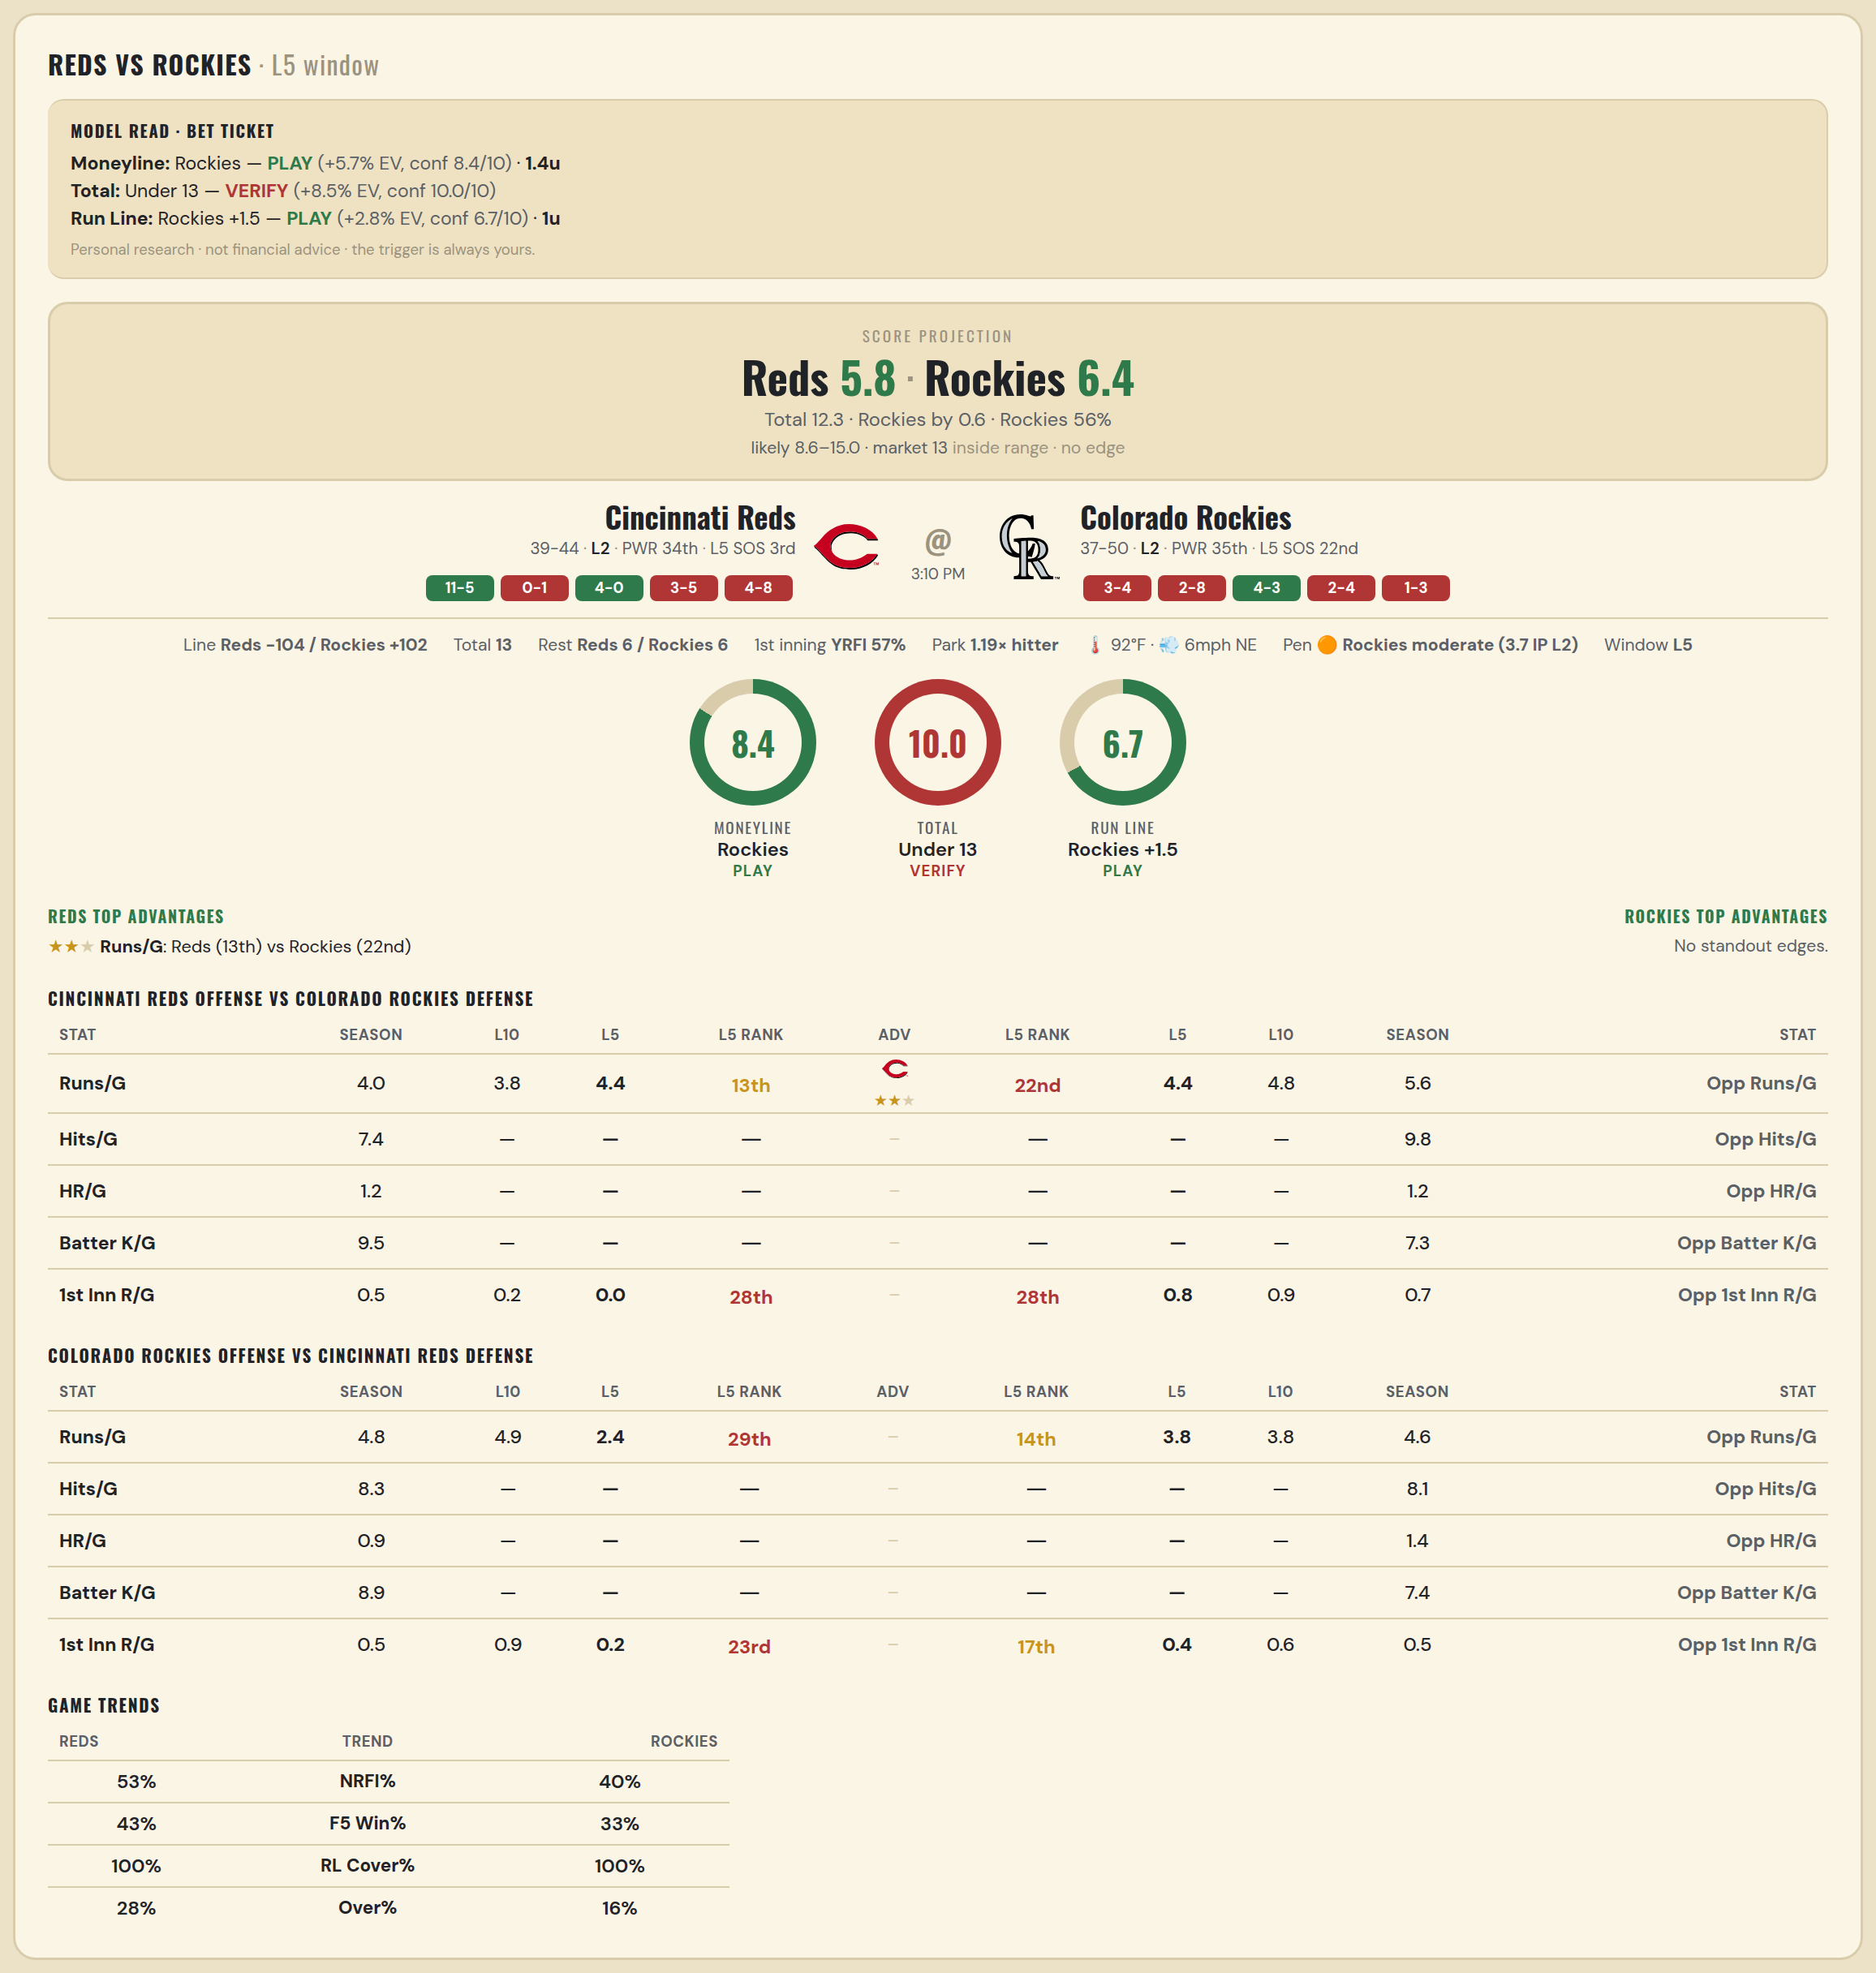 REDS VS ROCKIES · L5 window
MODEL READ · BET TICKET
Moneyline: Rockies — PLAY (+5.7% EV, conf 8.4/10) · 1.4u
Total: Under 13 — VERIFY (+8.5% EV, conf 10.0/10)
Run Line: Rockies +1.5 — PLAY (+2.8% EV, conf 6.7/10) · 1u
Personal research · not financial advice · the trigger is always yours.
SCORE PROJECTION
Reds 5.8 · Rockies 6.4
Total 12.3 · Rockies by 0.6 · Rockies 56%
likely 8.6–15.0 · market 13 inside range · no edge
Cincinnati Reds @ Colorado Rockies
39-44 · L2 · PWR 34th · L5 SOS 3rd 3:10 PM 37-50 · L2 · PWR 35th · L5 SOS 22nd
11-5 0-1 4-0 3-5 4-8 3-4 2-8 4-3 2-4 1-3
Line Reds -104 / Rockies +102 Total 13 Rest Reds 6 / Rockies 6 1st inning YRFI 57% Park 1.19× hitter 🌡️ 92°F · 💨 6mph NE Pen 🟠 Rockies moderate (3.7 IP L2) Window L5
8.4 10.0 6.7
MONEYLINE TOTAL RUN LINE
Rockies Under 13 Rockies +1.5
PLAY VERIFY PLAY
REDS TOP ADVANTAGES ROCKIES TOP ADVANTAGES
★★★ Runs/G: Reds (13th) vs Rockies (22nd) No standout edges.
CINCINNATI REDS OFFENSE VS COLORADO ROCKIES DEFENSE
STAT SEASON L10 L5 L5 RANK ADV L5 RANK L5 L10 SEASON STAT
Runs/G 4.0 3.8 4.4 13th ★★★ 22nd 4.4 4.8 5.6 Opp Runs/G
Hits/G 7.4 — — — – — — — 9.8 Opp Hits/G
HR/G 1.2 — — — – — — — 1.2 Opp HR/G
Batter K/G 9.5 — — — – — — — 7.3 Opp Batter K/G
1st Inn R/G 0.5 0.2 0.0 28th – 28th 0.8 0.9 0.7 Opp 1st Inn R/G
COLORADO ROCKIES OFFENSE VS CINCINNATI REDS DEFENSE
STAT SEASON L10 L5 L5 RANK ADV L5 RANK L5 L10 SEASON STAT
Runs/G 4.8 4.9 2.4 29th – 14th 3.8 3.8 4.6 Opp Runs/G
Hits/G 8.3 — — — – — — — 8.1 Opp Hits/G
HR/G 0.9 — — — – — — — 1.4 Opp HR/G
Batter K/G 8.9 — — — – — — — 7.4 Opp Batter K/G
1st Inn R/G 0.5 0.9 0.2 23rd – 17th 0.4 0.6 0.5 Opp 1st Inn R/G
GAME TRENDS
REDS TREND ROCKIES
53% NRFI% 40%
43% F5 Win% 33%
100% RL Cover% 100%
28% Over% 16%